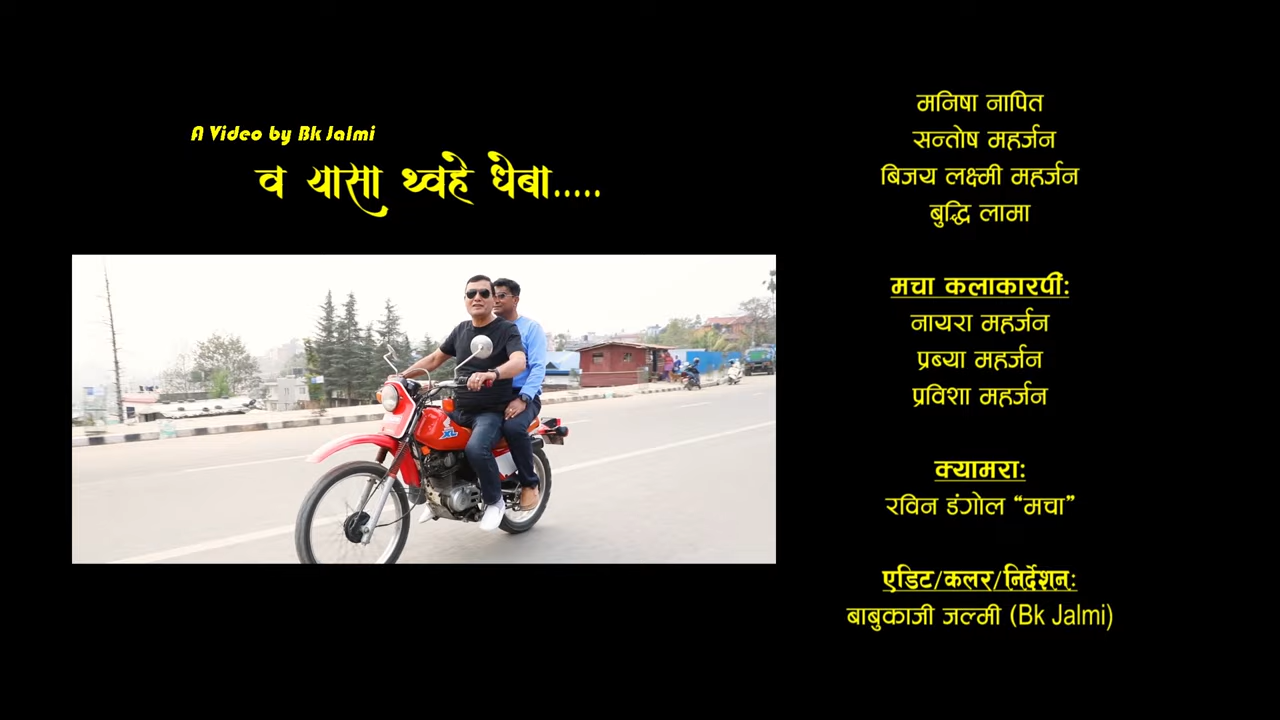 A Video by Bk Jalmi
व यासा थ्वहे धेबा.....
XL
मनिषा नापित
सन्तोष महर्जन
बिजय लक्ष्मी महर्जन
बुद्धि लामा
मचा कलाकारपीं:
नायरा महर्जन
प्रब्या महर्जन
प्रविशा महर्जन
क्यामरा:
रविन डंगोल “मचा”
एडिट/कलर/निर्देशन:
बाबुकाजी जल्मी (Bk Jalmi)